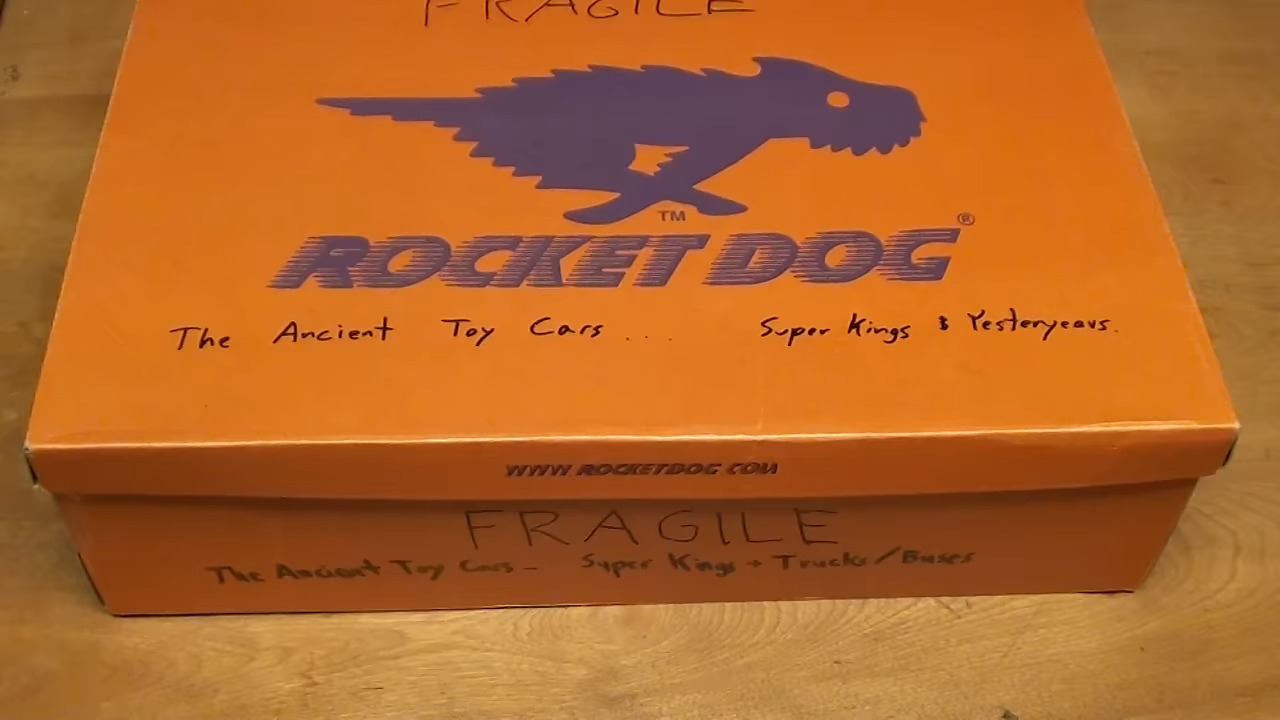 FRAGILE
TM
ROCKET DOG ®
The Ancient Toy Cars ... Super Kings & Yesteryears.
WWW.ROCKETDOG.COM
FRAGILE
The Ancient Toy Cars - Super Kings + Trucks/Buses